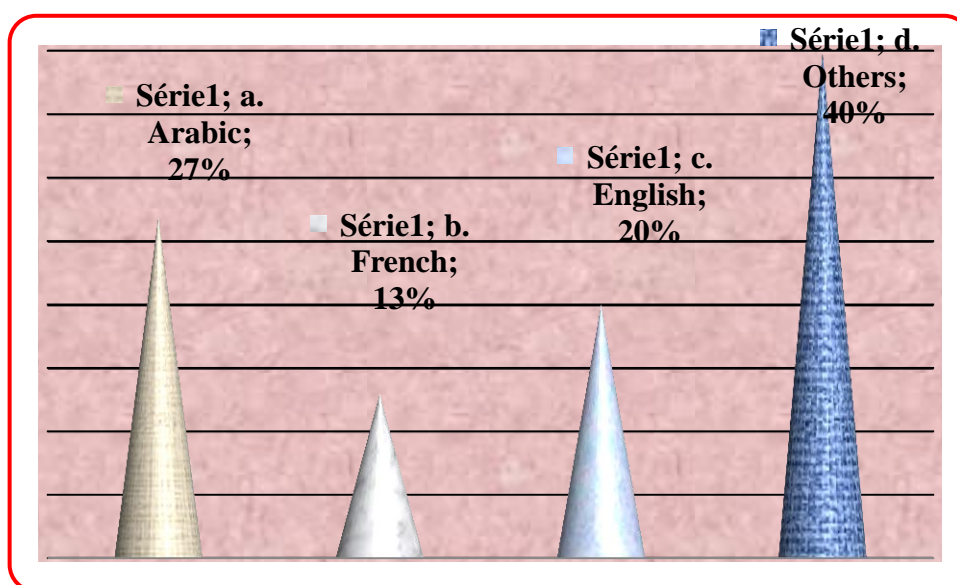 Série1; a.
Arabic;
27%
Série1; b.
French;
13%
Série1; c.
English;
20%
Série1; d.
Others;
40%